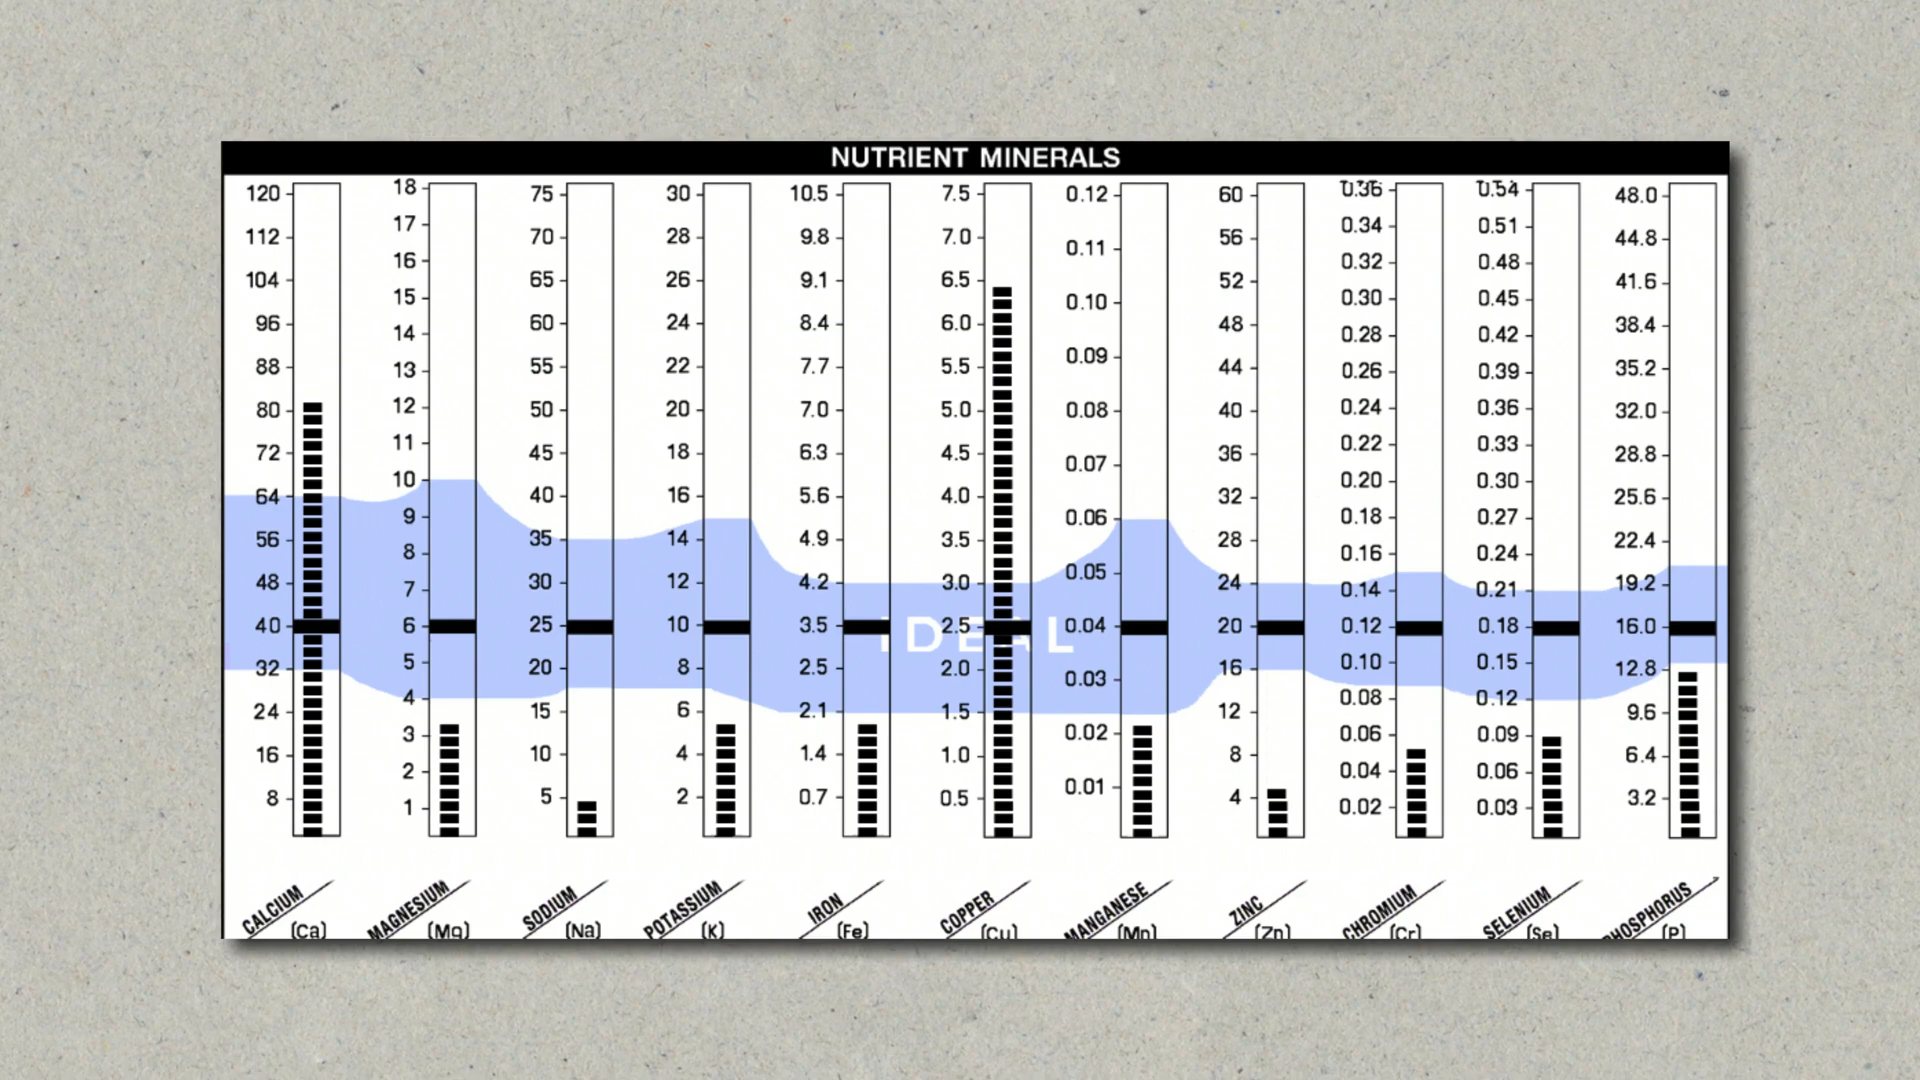 NUTRIENT MINERALS
120 18 75 30 10.5 7.5 0.12 60 0.36 0.54 48.0
112 17 70 28 9.8 7.0 0.11 56 0.34 0.51 44.8
104 16 65 26 9.1 6.5 0.10 52 0.32 0.48 41.6
96 15 60 24 8.4 6.0 0.09 48 0.30 0.45 38.4
88 14 55 22 7.7 5.5 0.08 44 0.28 0.42 35.2
80 13 50 20 7.0 5.0 0.07 40 0.26 0.39 32.0
72 12 45 18 6.3 4.5 0.06 36 0.24 0.36 28.8
64 11 40 16 5.6 4.0 0.05 32 0.22 0.33 25.6
56 10 35 14 4.9 3.5 0.04 28 0.20 0.30 22.4
48 9 30 12 4.2 3.0 0.03 24 0.18 0.27 19.2
40 8 25 10 3.5 2.5 0.02 20 0.16 0.24 16.0
32 7 20 8 2.5 2.0 0.01 16 0.14 0.21 12.8
24 6 15 6 2.1 1.5 12 0.12 0.18 9.6
16 5 10 4 1.4 1.0 8 0.10 0.15 6.4
8 4 5 2 0.7 0.5 4 0.08 0.12 3.2
3 0.06 0.09
2 0.04 0.06
1 0.02 0.03
IDEAL
CALCIUM MAGNESIUM SODIUM POTASSIUM IRON COPPER MANGANESE ZINC CHROMIUM SELENIUM PHOSPHORUS
(Ca) (Mg) (Na) (K) (Fe) (Cu) (Mn) (Zn) (Cr) (Se) (P)